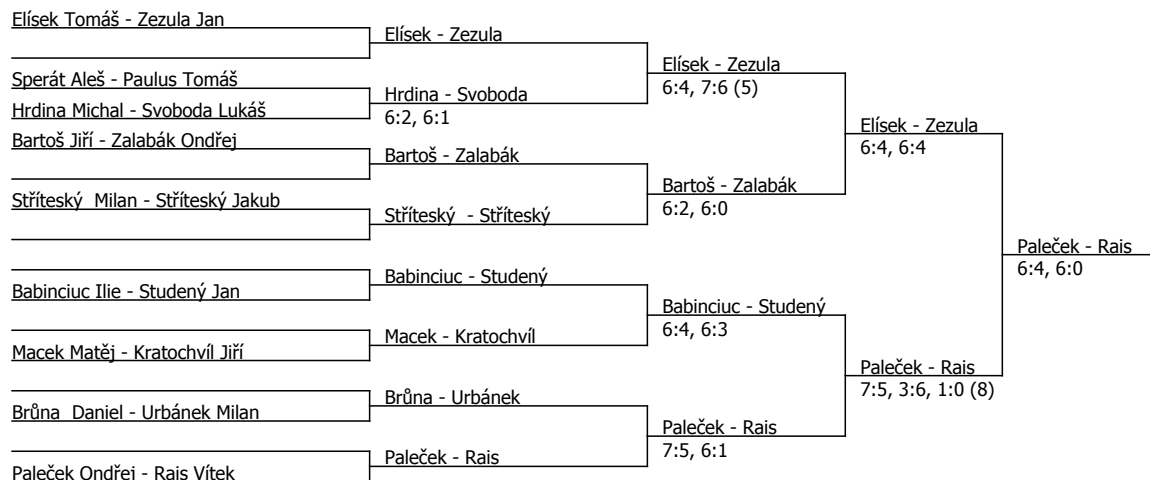 Elísek Tomáš - Zezula Jan
Sperát Aleš - Paulus Tomáš
Hrdina Michal - Svoboda Lukáš
Bartoš Jiří - Zalabák Ondřej
Stříteský  Milan - Stříteský Jakub
Babinciuc Ilie - Studený Jan
Macek Matěj - Kratochvíl Jiří
Brůna  Daniel - Urbánek Milan
Paleček Ondřej - Rais Vítek
Elísek - Zezula
Hrdina - Svoboda
6:2, 6:1
Bartoš - Zalabák
Stříteský  - Stříteský
Babinciuc - Studený
Macek - Kratochvíl
Brůna - Urbánek
Paleček - Rais
Elísek - Zezula
6:4, 7:6 (5)
Bartoš - Zalabák
6:2, 6:0
Babinciuc - Studený
6:4, 6:3
Paleček - Rais
7:5, 6:1
Elísek - Zezula
6:4, 6:4
Paleček - Rais
7:5, 3:6, 1:0 (8)
Paleček - Rais
6:4, 6:0